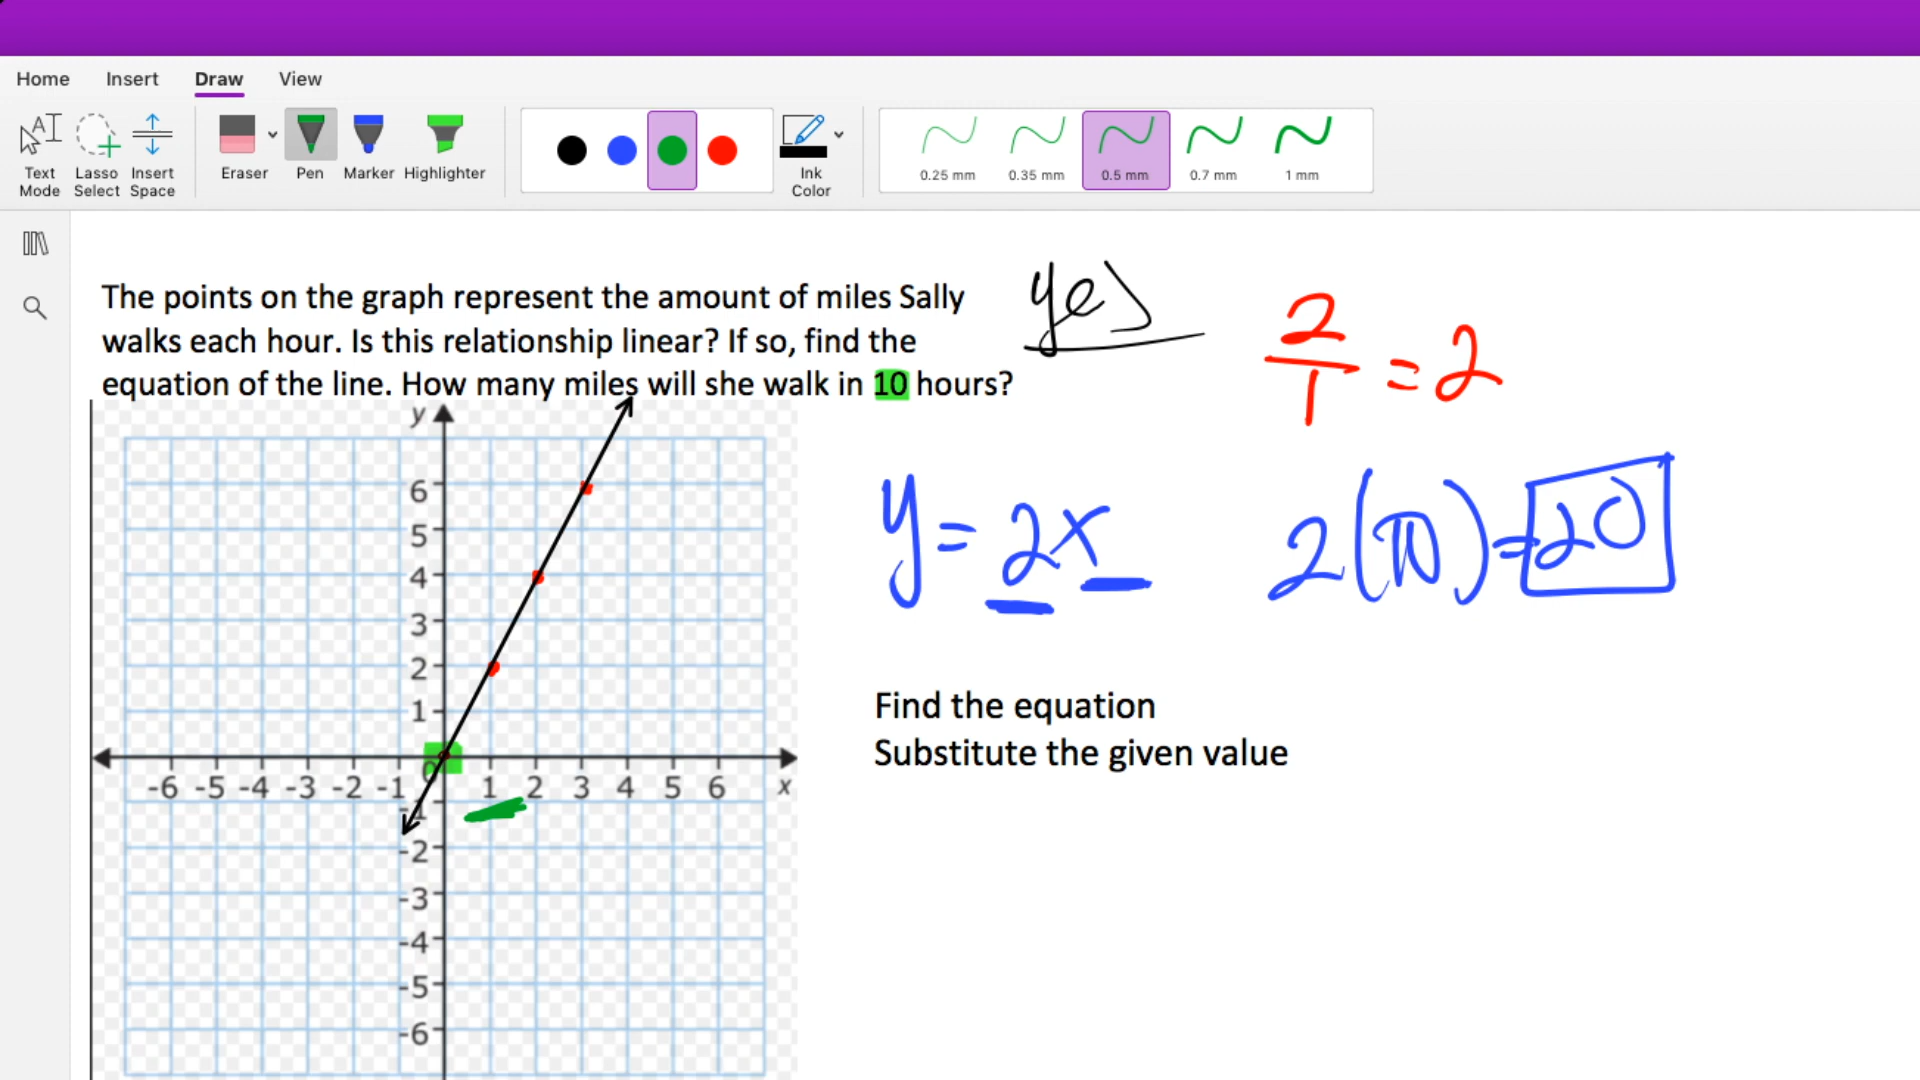 Home Insert Draw View
Text Mode Lasso Select Insert Space Eraser Pen Marker Highlighter Ink Color 0.25 mm 0.35 mm 0.5 mm 0.7 mm 1 mm
The points on the graph represent the amount of miles Sally
walks each hour. Is this relationship linear? If so, find the
equation of the line. How many miles will she walk in 10 hours?
yes
2/1 = 2
y = 2x
2(10)=20
Find the equation
Substitute the given value
y
6
5
4
3
2
1
-6 -5 -4 -3 -2 -1 0 1 2 3 4 5 6 x
-1
-2
-3
-4
-5
-6